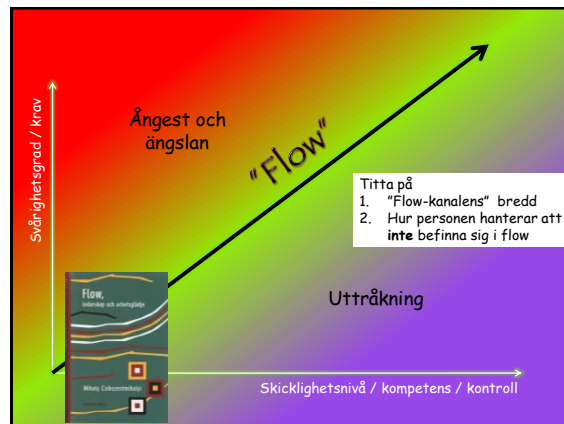 Svårighetsgrad / krav
Ångest och
ängslan
"Flow"
Titta på
1. "Flow-kanalens" bredd
2. Hur personen hanterar att
inte befinna sig i flow
Uttråkning
Flow,
ledarskap och arbetsglädje
Mihaly Csikszentmihalyi
Skicklighetsnivå / kompetens / kontroll